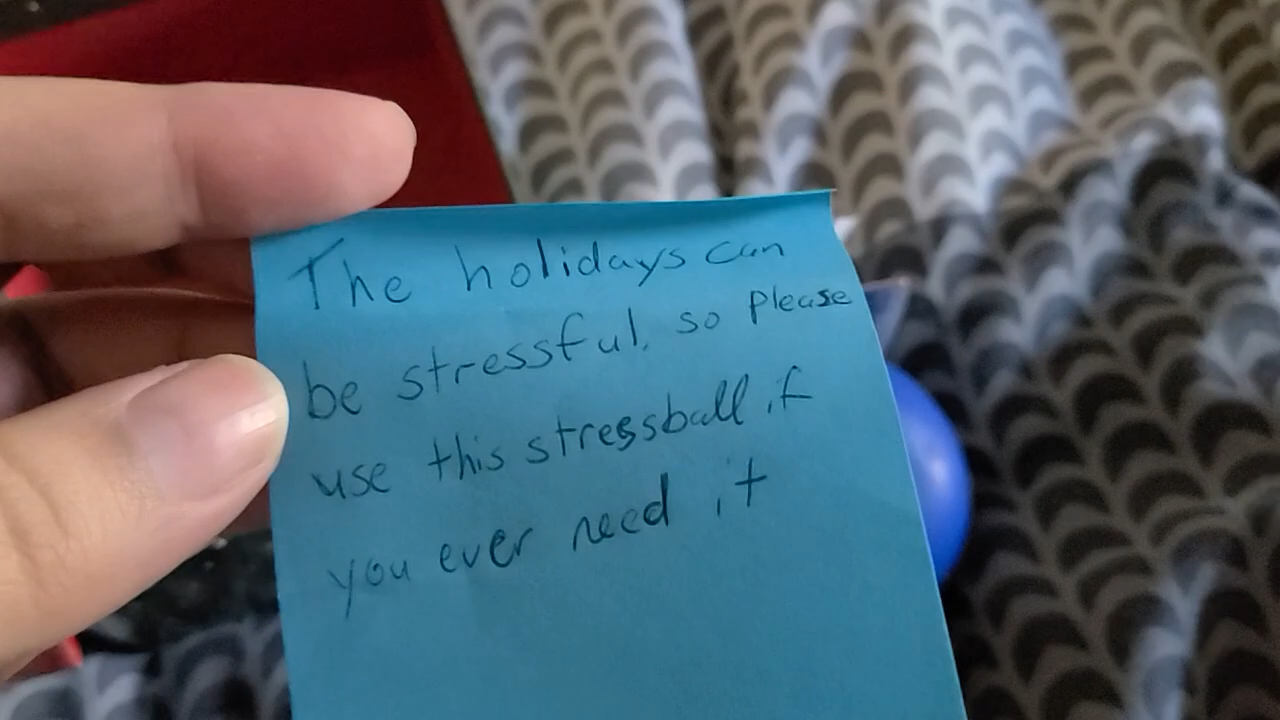 The holidays can
be stressful, so please
use this stressball if
you ever need it